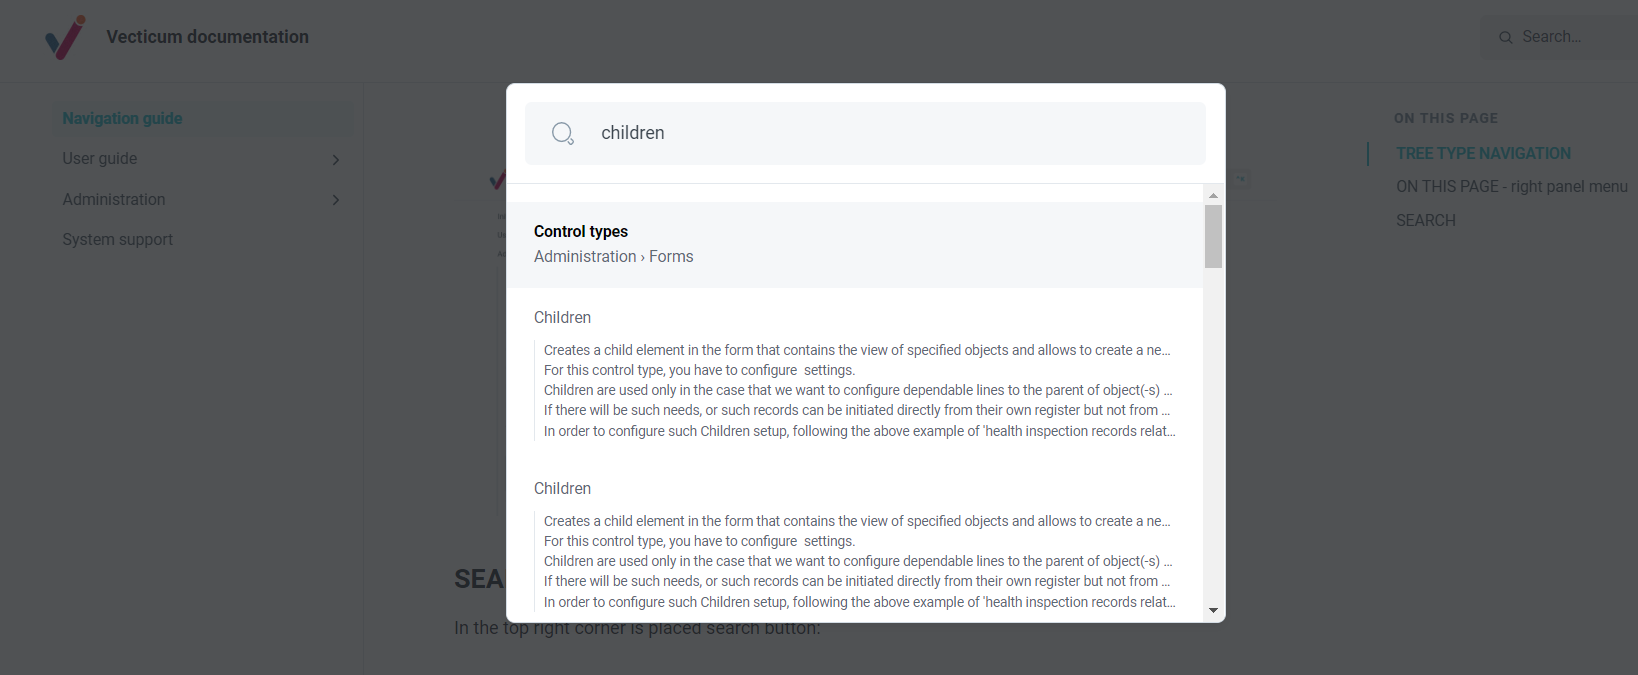 Vecticum documentation
Search...
Navigation guide
User guide
Administration
System support
children
Control types
Administration › Forms
Children
Creates a child element in the form that contains the view of specified objects and allows to create a ne...
For this control type, you have to configure  settings.
Children are used only in the case that we want to configure dependable lines to the parent of object(-s) ...
If there will be such needs, or such records can be initiated directly from their own register but not from ...
In order to configure such Children setup, following the above example of 'health inspection records relat...
Children
Creates a child element in the form that contains the view of specified objects and allows to create a ne...
For this control type, you have to configure  settings.
Children are used only in the case that we want to configure dependable lines to the parent of object(-s) ...
If there will be such needs, or such records can be initiated directly from their own register but not from ...
In order to configure such Children setup, following the above example of 'health inspection records relat...
SEA
In the top right corner is placed search button:
ON THIS PAGE
TREE TYPE NAVIGATION
ON THIS PAGE - right panel menu
SEARCH